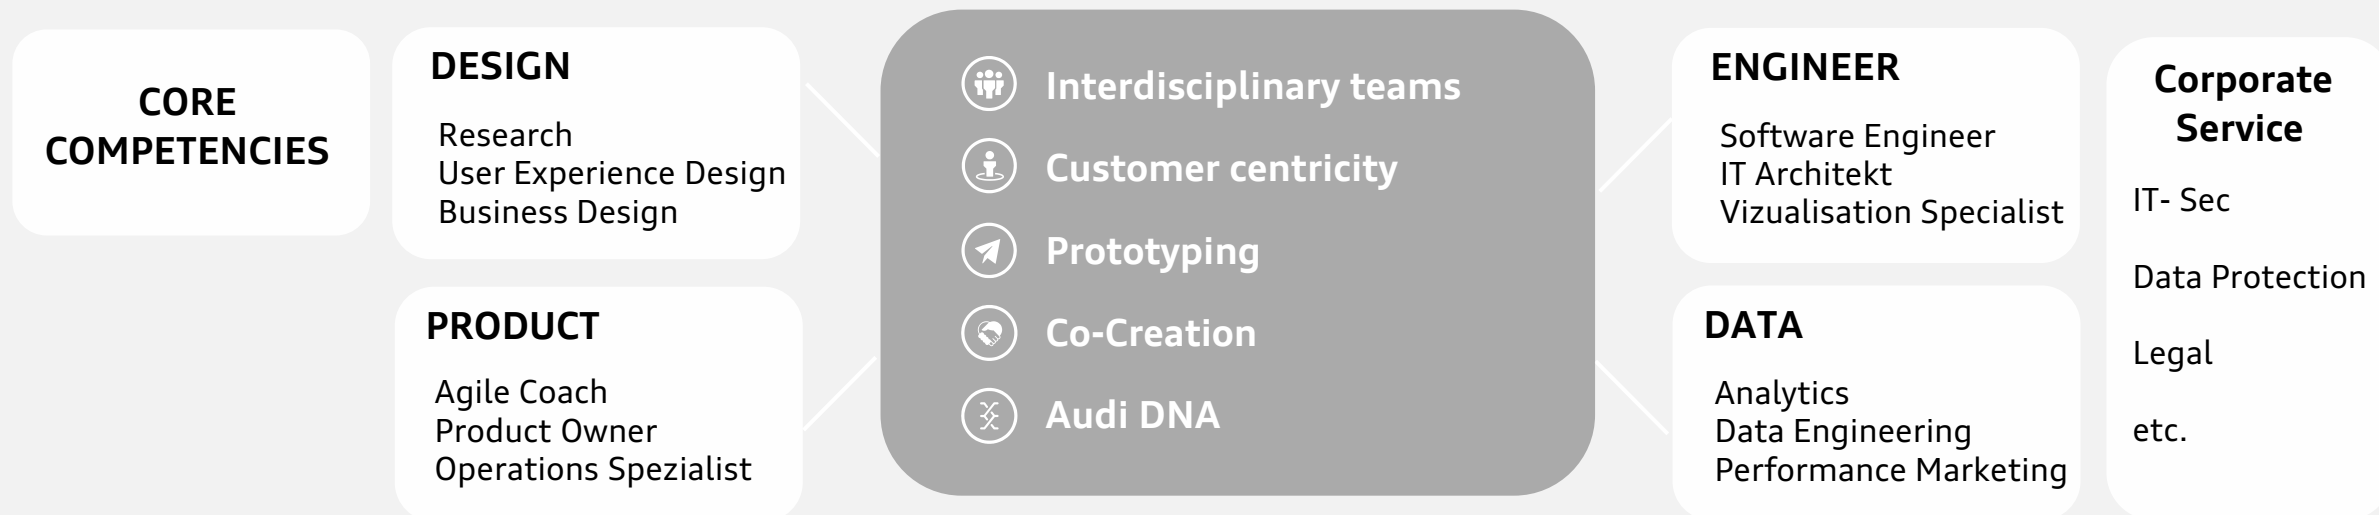 CORE
COMPETENCIES
DESIGN
Research
User Experience Design
Business Design
PRODUCT
Agile Coach
Product Owner
Operations Spezialist
Interdisciplinary teams
Customer centricity
Prototyping
Co-Creation
Audi DNA
ENGINEER
Software Engineer
IT Architekt
Vizualisation Specialist
DATA
Analytics
Data Engineering
Performance Marketing
Corporate
Service
IT- Sec
Data Protection
Legal
etc.